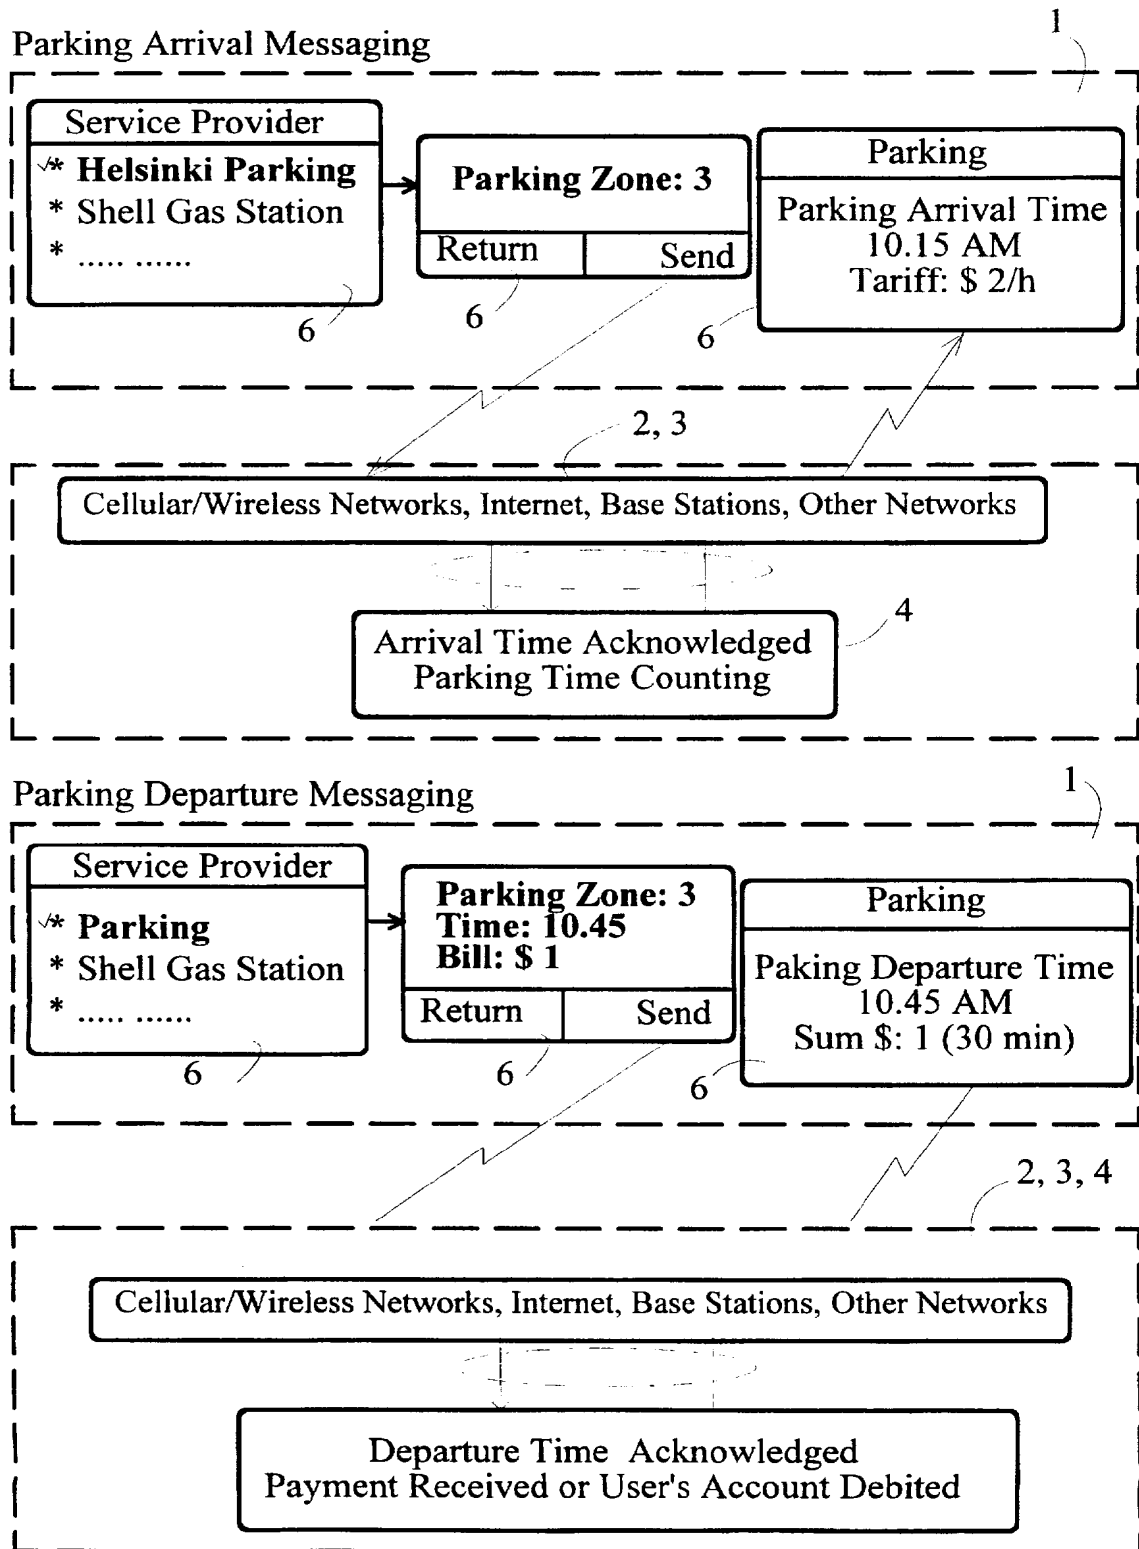 1
Parking Arrival Messaging
Service Provider
* Helsinki Parking
* Shell Gas Station
* ..... ......
6
Parking Zone: 3
Return Send
6
Parking
Parking Arrival Time
10.15 AM
Tariff: $ 2/h
6
2, 3
Cellular/Wireless Networks, Internet, Base Stations, Other Networks
4
Arrival Time Acknowledged
Parking Time Counting
Parking Departure Messaging
1
Service Provider
* Parking
* Shell Gas Station
* ..... ......
6
Parking Zone: 3
Time: 10.45
Bill: $ 1
Return Send
6
Parking
Paking Departure Time
10.45 AM
Sum $: 1 (30 min)
6
2, 3, 4
Cellular/Wireless Networks, Internet, Base Stations, Other Networks
Departure Time Acknowledged
Payment Received or User's Account Debited